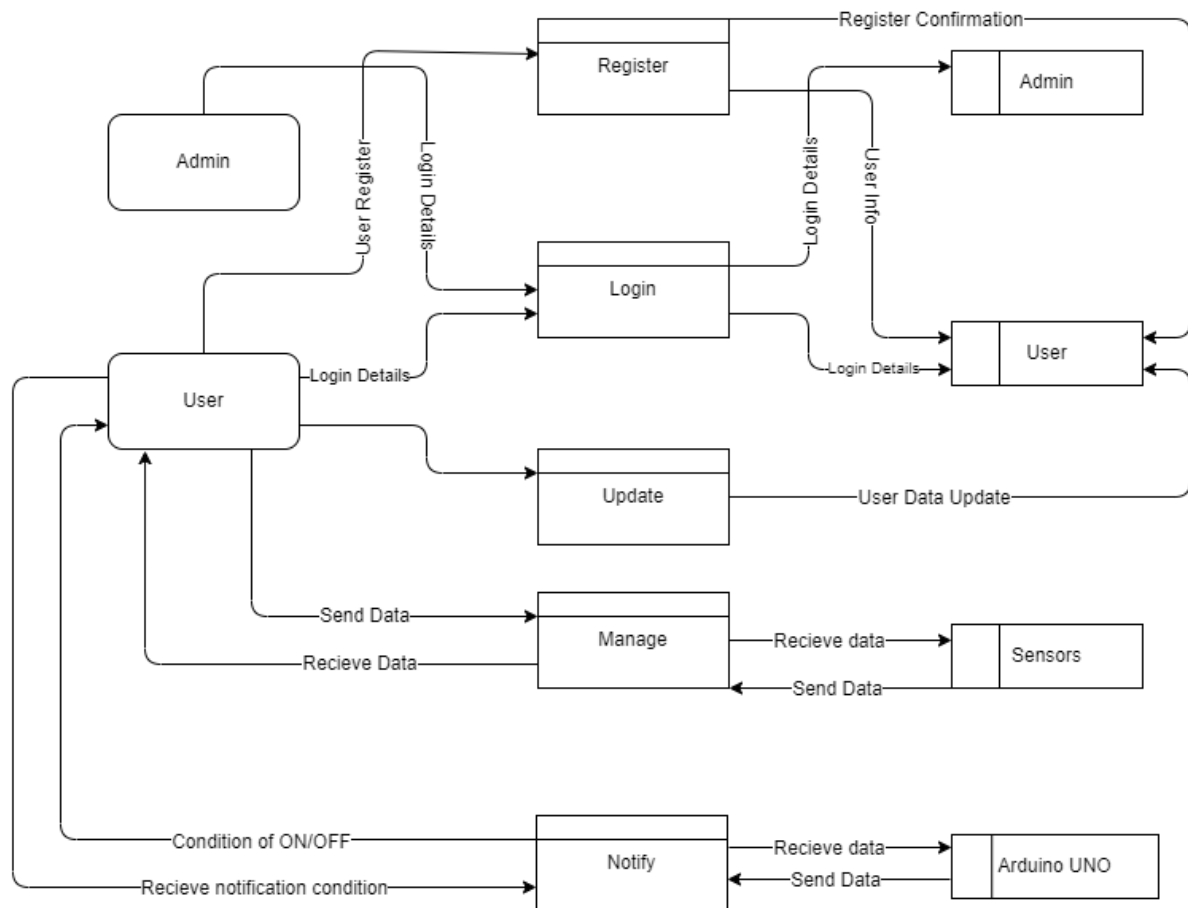 Register Confirmation
Register
Admin
Admin
User Register
Login Details
Login Details
User Info
Login
User
Login Details
Login Details
User
Update
User Data Update
Send Data
Manage
Recieve data
Sensors
Recieve Data
Send Data
Condition of ON/OFF
Notify
Recieve data
Arduino UNO
Send Data
Recieve notification condition